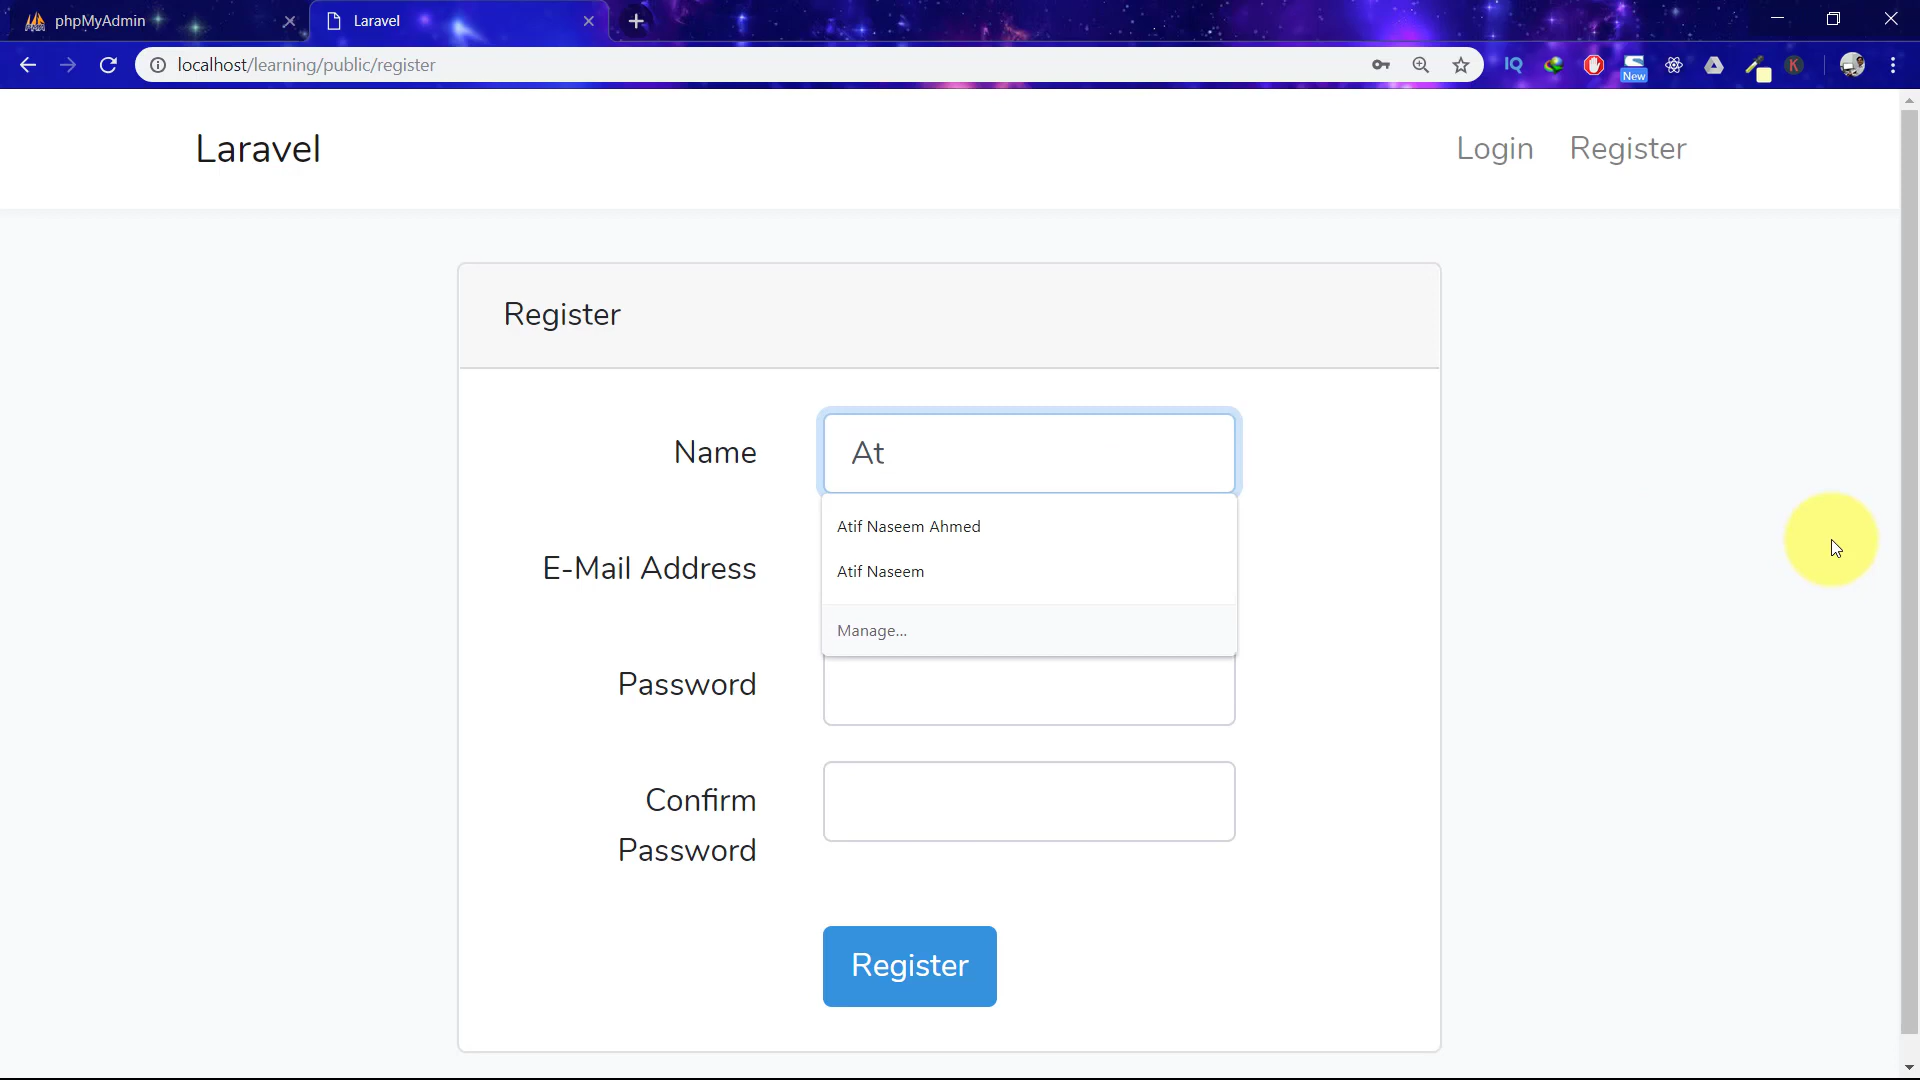 phpMyAdmin
Laravel
localhost/learning/public/register
IQ
New
K
Laravel
Login
Register
Register
Name
At
Atif Naseem Ahmed
Atif Naseem
Manage...
E-Mail Address
Password
Confirm
Password
Register